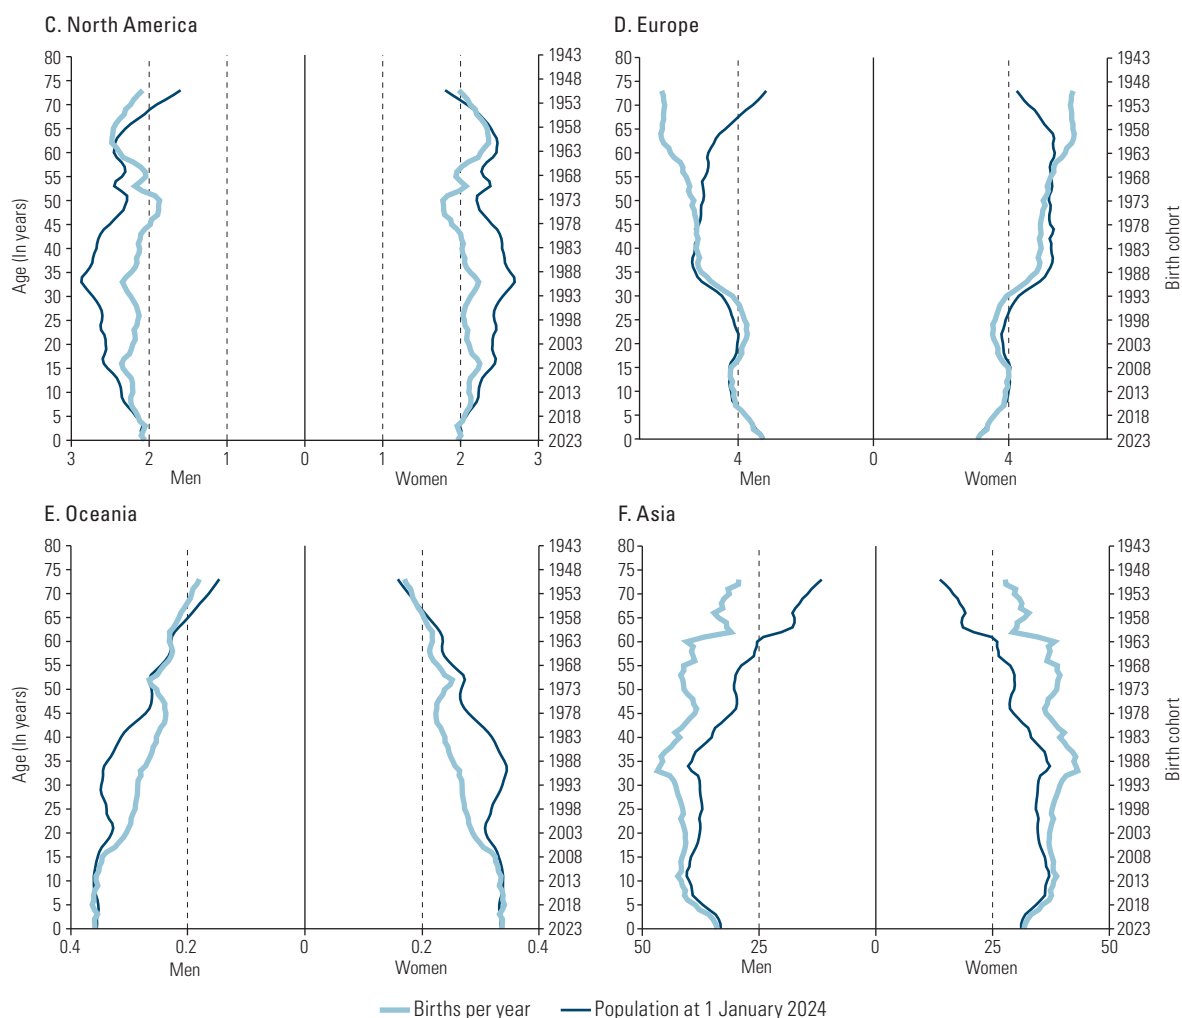 C. North America
D. Europe
80 1943 80 1943
75 1948 75 1948
70 1953 70 1953
65 1958 65 1958
60 1963 60 1963
55 1968 55 1968
50 1973 50 1973
45 1978 45 1978
40 1983 40 1983
35 1988 35 1988
30 1993 30 1993
25 1998 25 1998
20 2003 20 2003
15 2008 15 2008
10 2013 10 2013
5 2018 5 2018
0 2023 0 2023
Age (In years)
Birth cohort
3 2 1 0 1 2 3 4 0 4
Men Women Men Women
E. Oceania
F. Asia
80 1943 80 1943
75 1948 75 1948
70 1953 70 1953
65 1958 65 1958
60 1963 60 1963
55 1968 55 1968
50 1973 50 1973
45 1978 45 1978
40 1983 40 1983
35 1988 35 1988
30 1993 30 1993
25 1998 25 1998
20 2003 20 2003
15 2008 15 2008
10 2013 10 2013
5 2018 5 2018
0 2023 0 2023
Age (In years)
Birth cohort
0.4 0.2 0 0.2 0.4 50 25 0 25 50
Men Women Men Women
Births per year Population at 1 January 2024